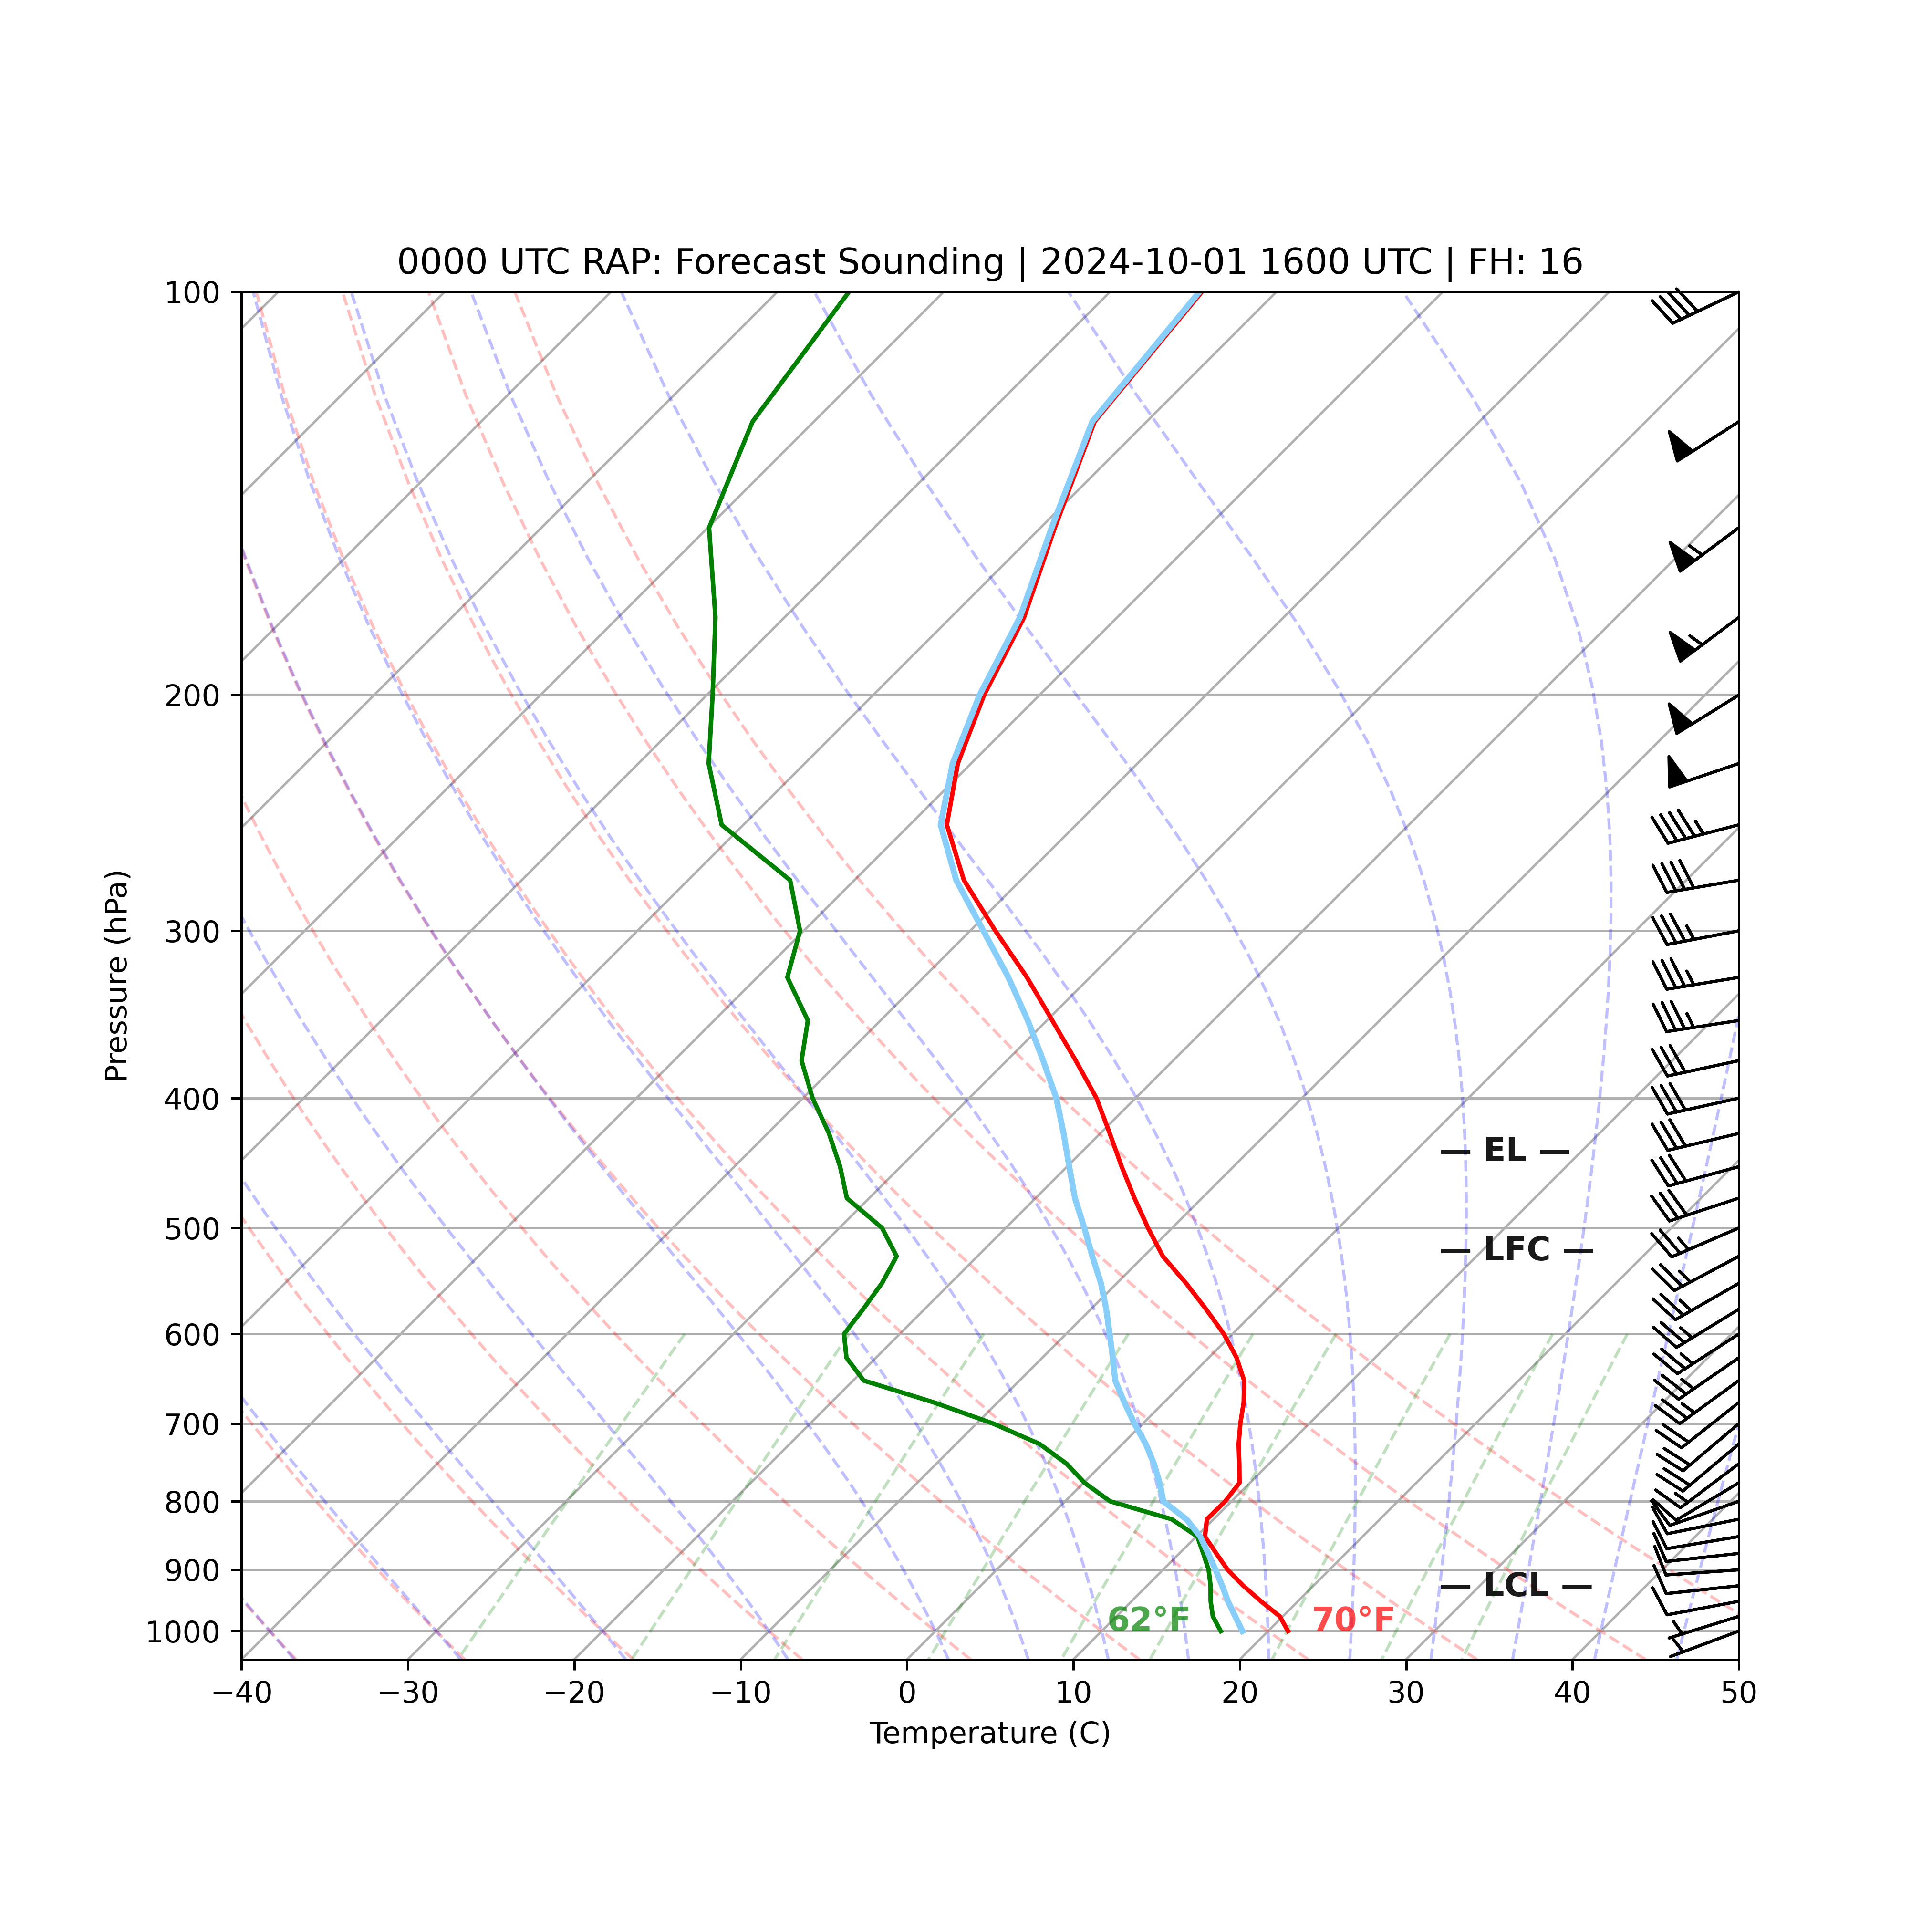 0000 UTC RAP: Forecast Sounding | 2024-10-01 1600 UTC | FH: 16
100
200
300
400
500
600
700
800
900
1000
Pressure (hPa)
— EL —
— LFC —
— LCL —
62°F
70°F
−40 −30 −20 −10 0 10 20 30 40 50
Temperature (C)